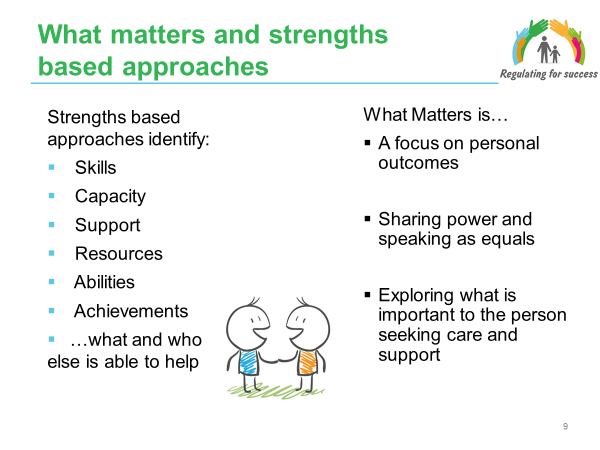 What matters and strengths
based approaches
Regulating for success
Strengths based
approaches identify:
▪ Skills
▪ Capacity
▪ Support
▪ Resources
▪ Abilities
▪ Achievements
▪ …what and who
else is able to help
What Matters is…
▪ A focus on personal
outcomes
▪ Sharing power and
speaking as equals
▪ Exploring what is
important to the person
seeking care and
support
9